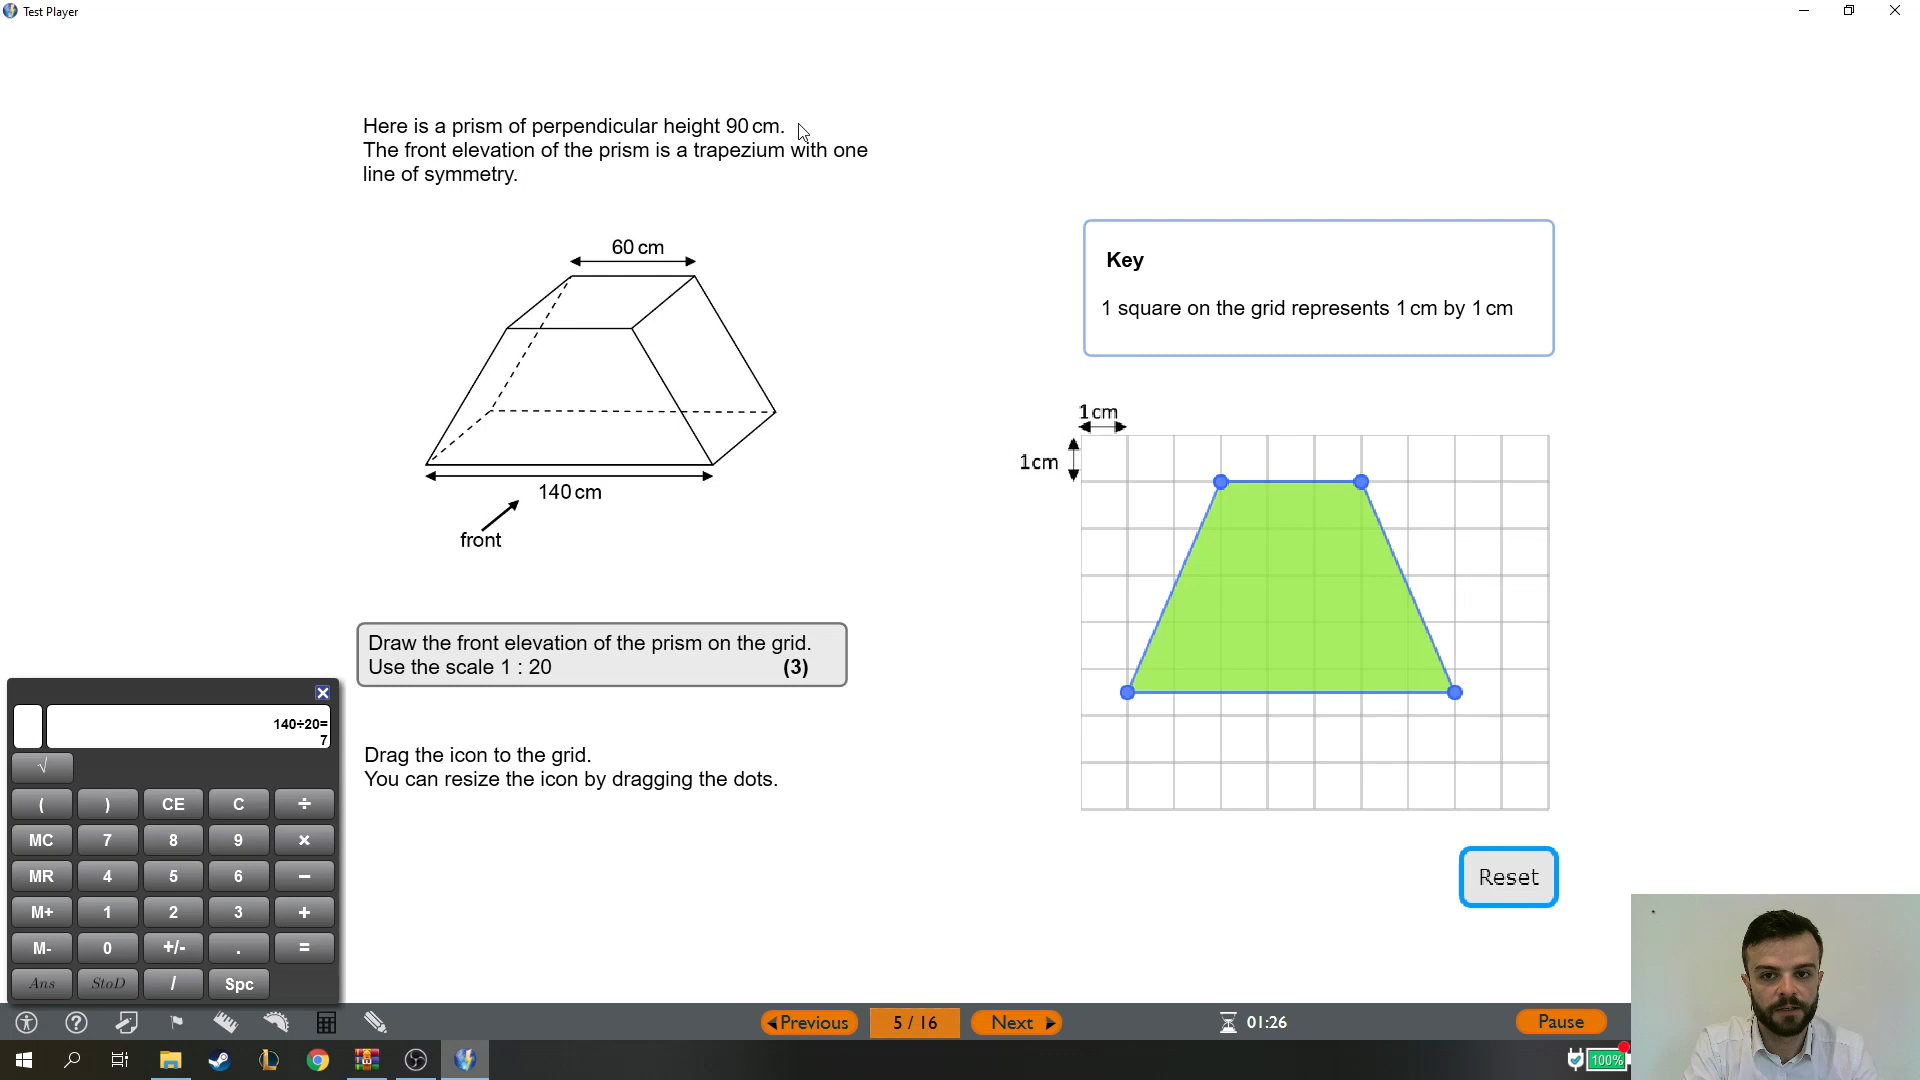 Test Player
Here is a prism of perpendicular height 90 cm.
The front elevation of the prism is a trapezium with one
line of symmetry.
60 cm
140 cm
front
Key
1 square on the grid represents 1 cm by 1 cm
1cm
1cm
Draw the front elevation of the prism on the grid.
Use the scale 1 : 20 (3)
Drag the icon to the grid.
You can resize the icon by dragging the dots.
Reset
140÷20=
7
√
( ) CE C ÷
MC 7 8 9 ×
MR 4 5 6 −
M+ 1 2 3 +
M- 0 +/- . =
Ans StoD / Spc
Previous 5 / 16 Next 01:26 Pause
100%